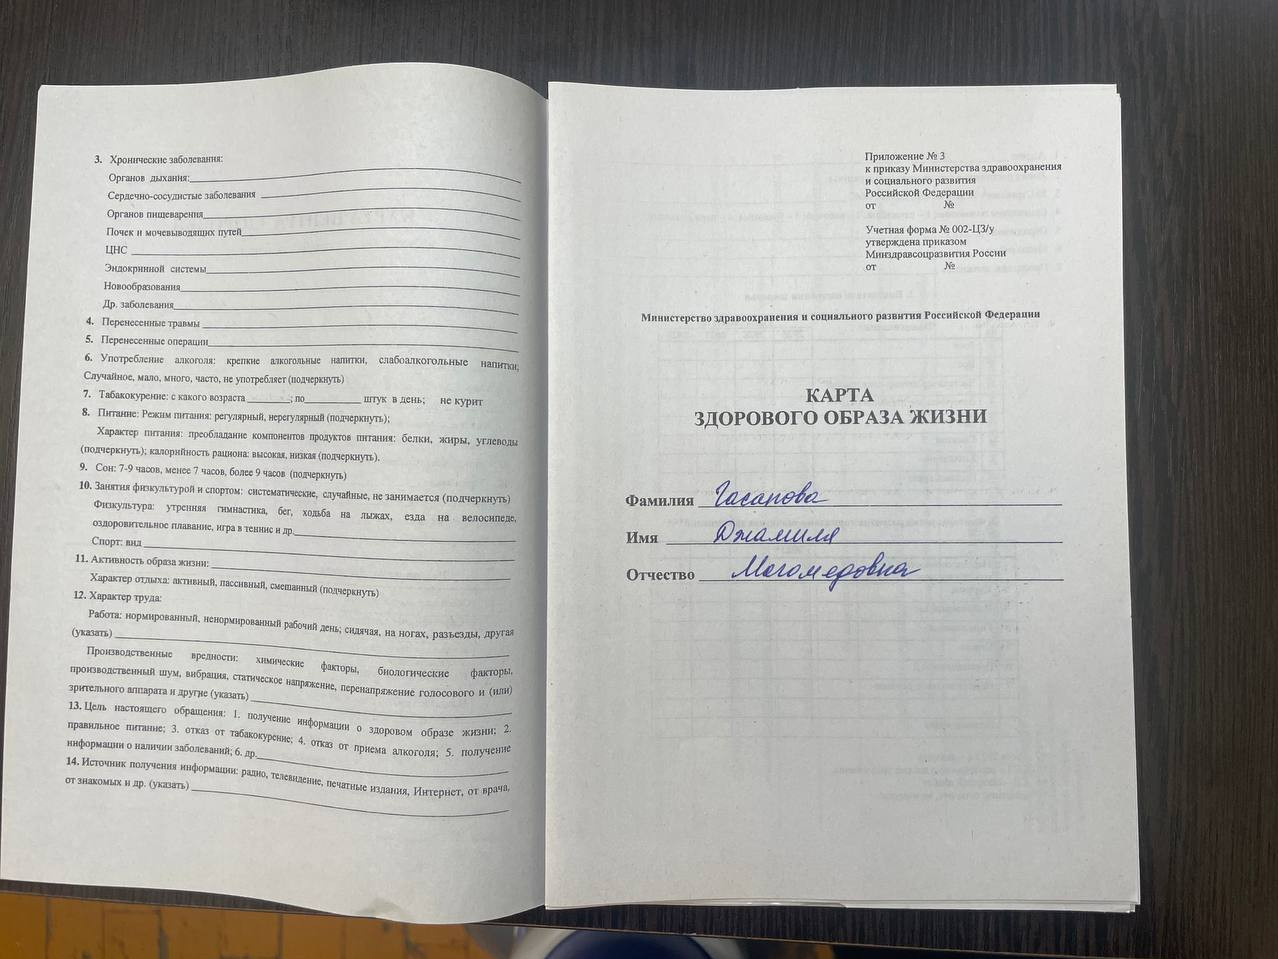 3. Хронические заболевания:
Органов дыхания:
Сердечно-сосудистые заболевания
Органов пищеварения
Почек и мочевыводящих путей
ЦНС
Эндокринной системы
Новообразования
Др. заболевания
4. Перенесенные травмы
5. Перенесенные операции
6. Употребление алкоголя: крепкие алкогольные напитки, слабоалкогольные напитки;
Случайное, мало, много, часто, не употребляет (подчеркнуть)
7. Табакокурение: с какого возраста ________; по__________ штук в день; не курит
8. Питание: Режим питания: регулярный, нерегулярный (подчеркнуть);
Характер питания: преобладание компонентов продуктов питания: белки, жиры, углеводы
(подчеркнуть); калорийность рациона: высокая, низкая (подчеркнуть).
9. Сон: 7-9 часов, менее 7 часов, более 9 часов (подчеркнуть)
10. Занятия физкультурой и спортом: систематические, случайные, не занимается (подчеркнуть)
Физкультура: утренняя гимнастика, бег, ходьба на лыжах, езда на велосипеде,
оздоровительное плавание, игра в теннис и др.
Спорт: вид
11. Активность образа жизни:
Характер отдыха: активный, пассивный, смешанный (подчеркнуть)
12. Характер труда:
Работа: нормированный, ненормированный рабочий день; сидячая, на ногах, разъезды, другая
(указать)
Производственные вредности: химические факторы, биологические факторы,
производственный шум, вибрация, статическое напряжение, перенапряжение голосового и (или)
зрительного аппарата и другие (указать)
13. Цель настоящего обращения: 1. получение информации о здоровом образе жизни; 2.
правильное питание; 3. отказ от табакокурение; 4. отказ от приема алкоголя; 5. получение
информации о наличии заболеваний; 6. др.
14. Источник получения информации: радио, телевидение, печатные издания, Интернет, от врача,
от знакомых и др. (указать)
Приложение № 3
к приказу Министерства здравоохранения
и социального развития
Российской Федерации
от №
Учетная форма № 002-ЦЗ/у
утверждена приказом
Минздравсоцразвития России
от №
Министерство здравоохранения и социального развития Российской Федерации
КАРТА
ЗДОРОВОГО ОБРАЗА ЖИЗНИ
Фамилия Гасанова
Имя Джамиля
Отчество Магомедовна